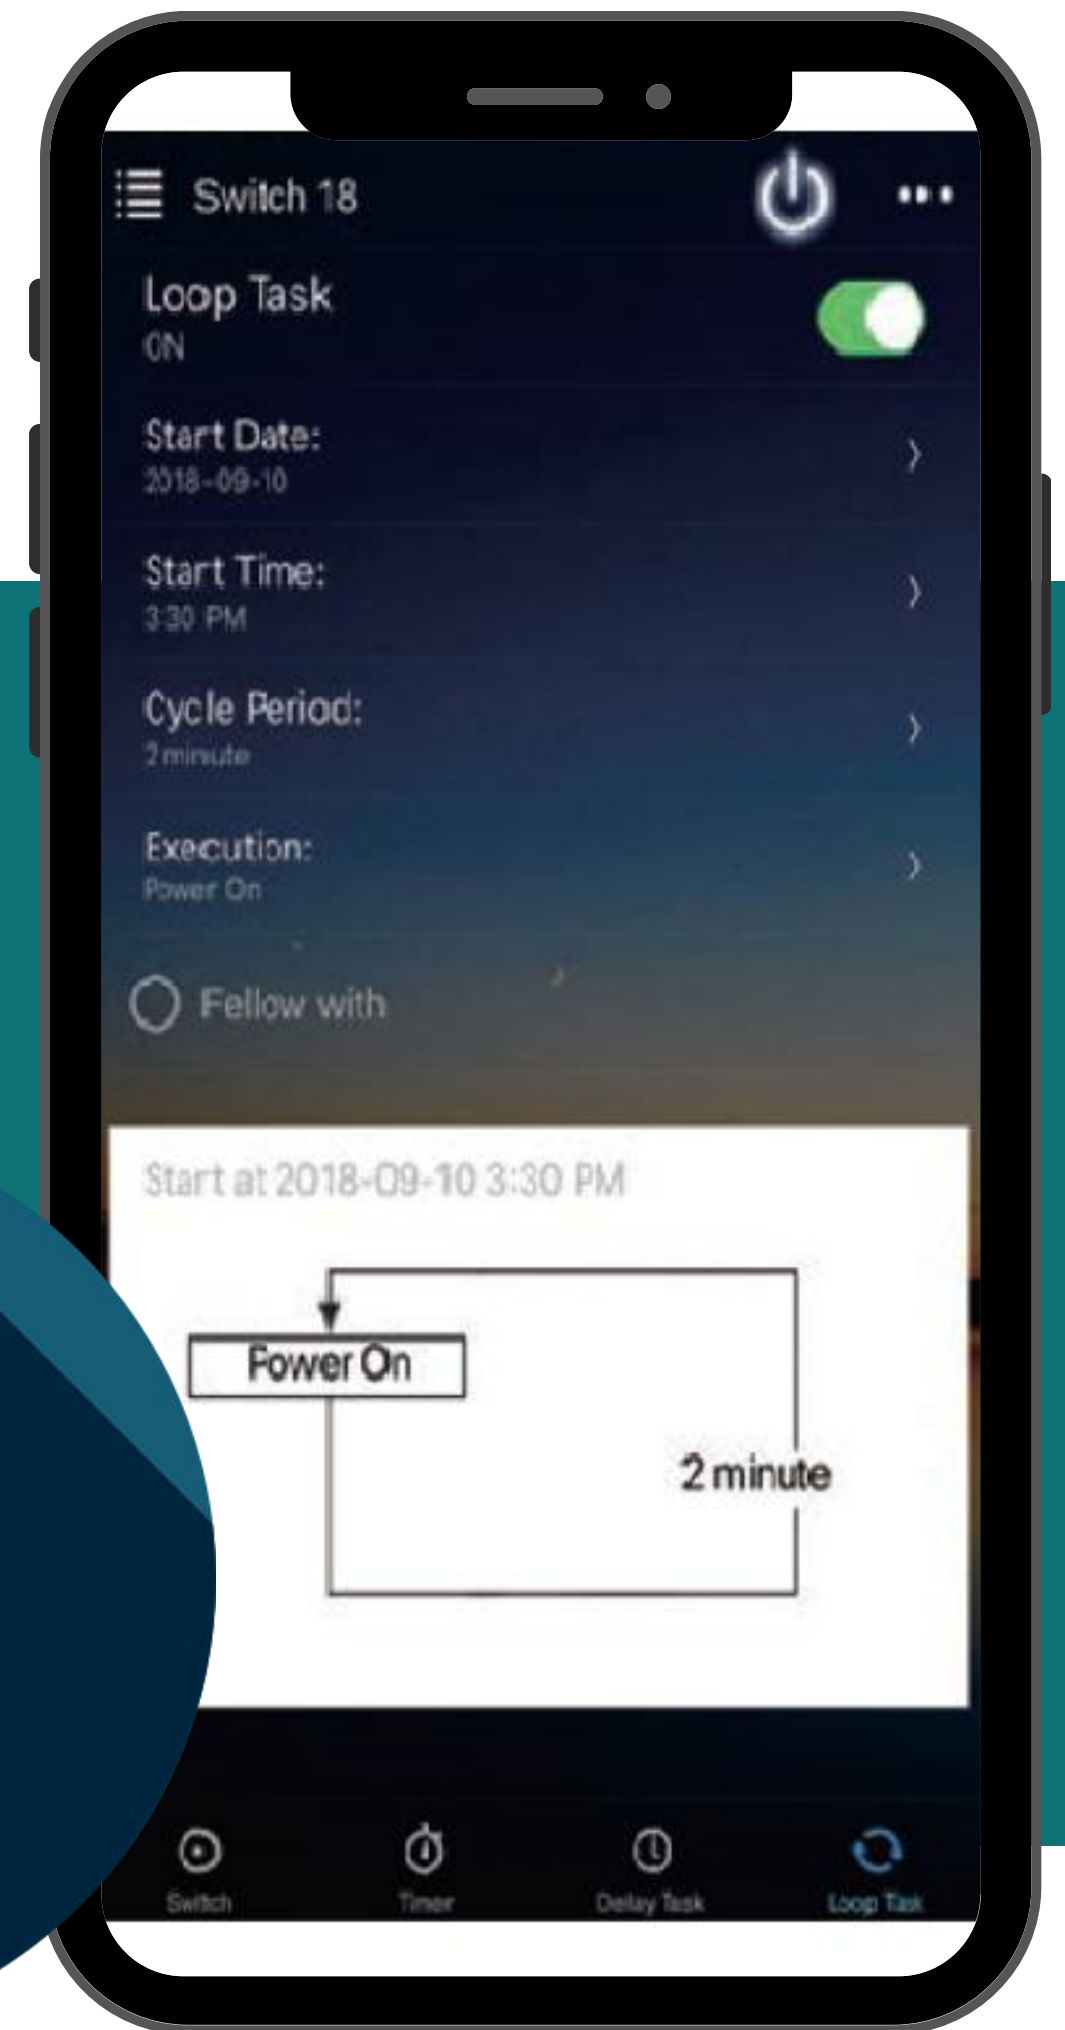 Switch 18
Loop Task
ON
Start Date:
2018-09-10
Start Time:
3:30 PM
Cycle Period:
2 minute
Execution:
Power On
Fellow with
Start at 2018-09-10 3:30 PM
Power On
2 minute
Switch
Timer
Delay Task
Loop Task